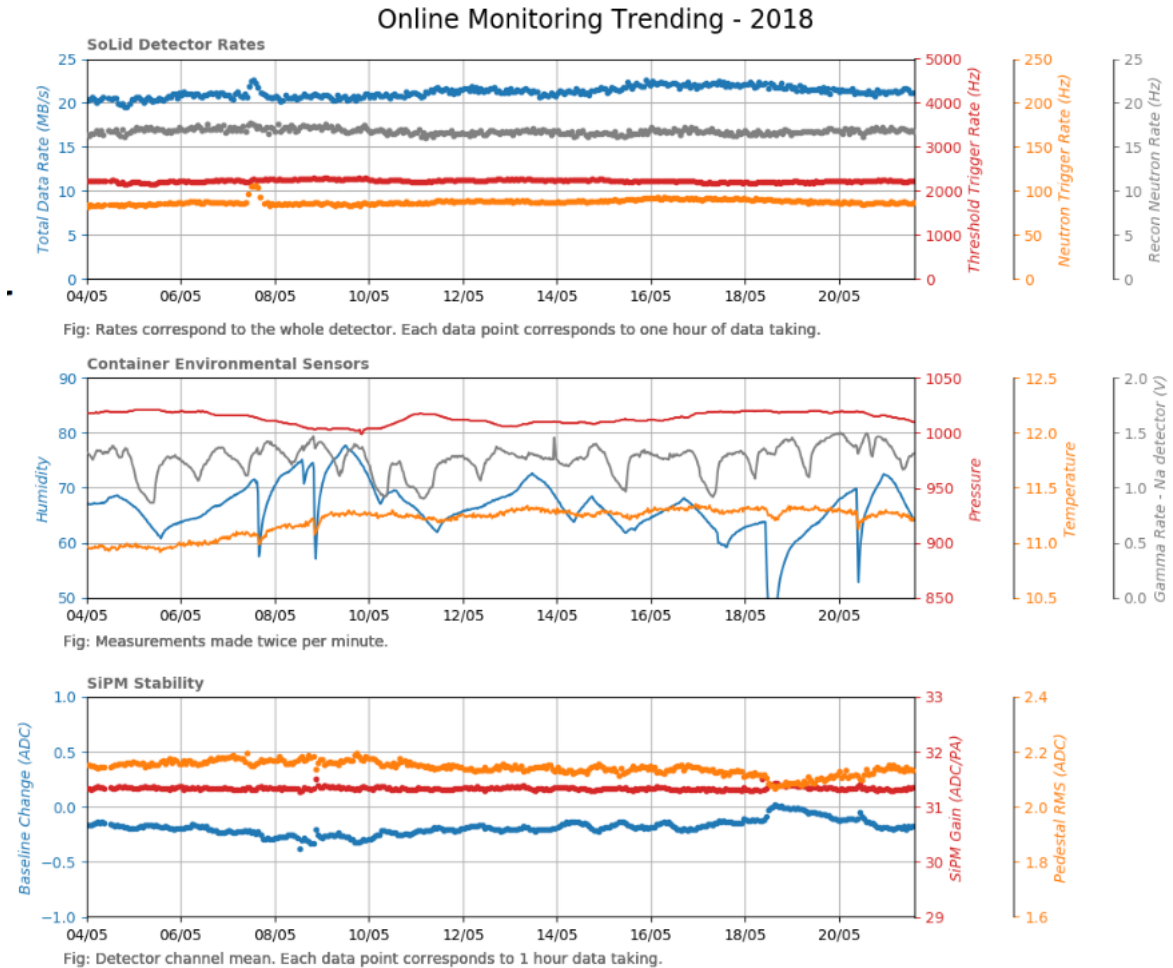 Online Monitoring Trending - 2018
SoLid Detector Rates
25
20
15
10
5
0
Total Data Rate (MB/s)
5000
4000
3000
2000
1000
0
Threshold Trigger Rate (Hz)
250
200
150
100
50
0
Neutron Trigger Rate (Hz)
25
20
15
10
5
0
Recon Neutron Rate (Hz)
04/05 06/05 08/05 10/05 12/05 14/05 16/05 18/05 20/05
Fig: Rates correspond to the whole detector. Each data point corresponds to one hour of data taking.
Container Environmental Sensors
90
80
70
60
50
Humidity
1050
1000
950
900
850
Pressure
12.5
12.0
11.5
11.0
10.5
Temperature
2.0
1.5
1.0
0.5
0.0
Gamma Rate - Na detector (V)
04/05 06/05 08/05 10/05 12/05 14/05 16/05 18/05 20/05
Fig: Measurements made twice per minute.
SiPM Stability
1.0
0.5
0.0
−0.5
−1.0
Baseline Change (ADC)
33
32
31
30
29
SiPM Gain (ADC/PA)
2.4
2.2
2.0
1.8
1.6
Pedestal RMS (ADC)
04/05 06/05 08/05 10/05 12/05 14/05 16/05 18/05 20/05
Fig: Detector channel mean. Each data point corresponds to 1 hour data taking.